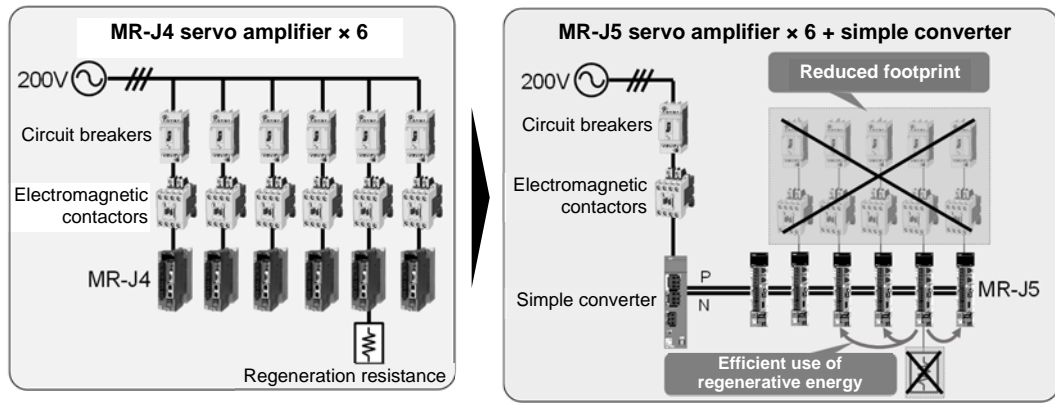 MR-J4 servo amplifier × 6
200V
Circuit breakers
Electromagnetic
contactors
MR-J4
Regeneration resistance
MR-J5 servo amplifier × 6 + simple converter
Reduced footprint
200V
Circuit breakers
Electromagnetic
contactors
P
N
Simple converter
MR-J5
Efficient use of
regenerative energy